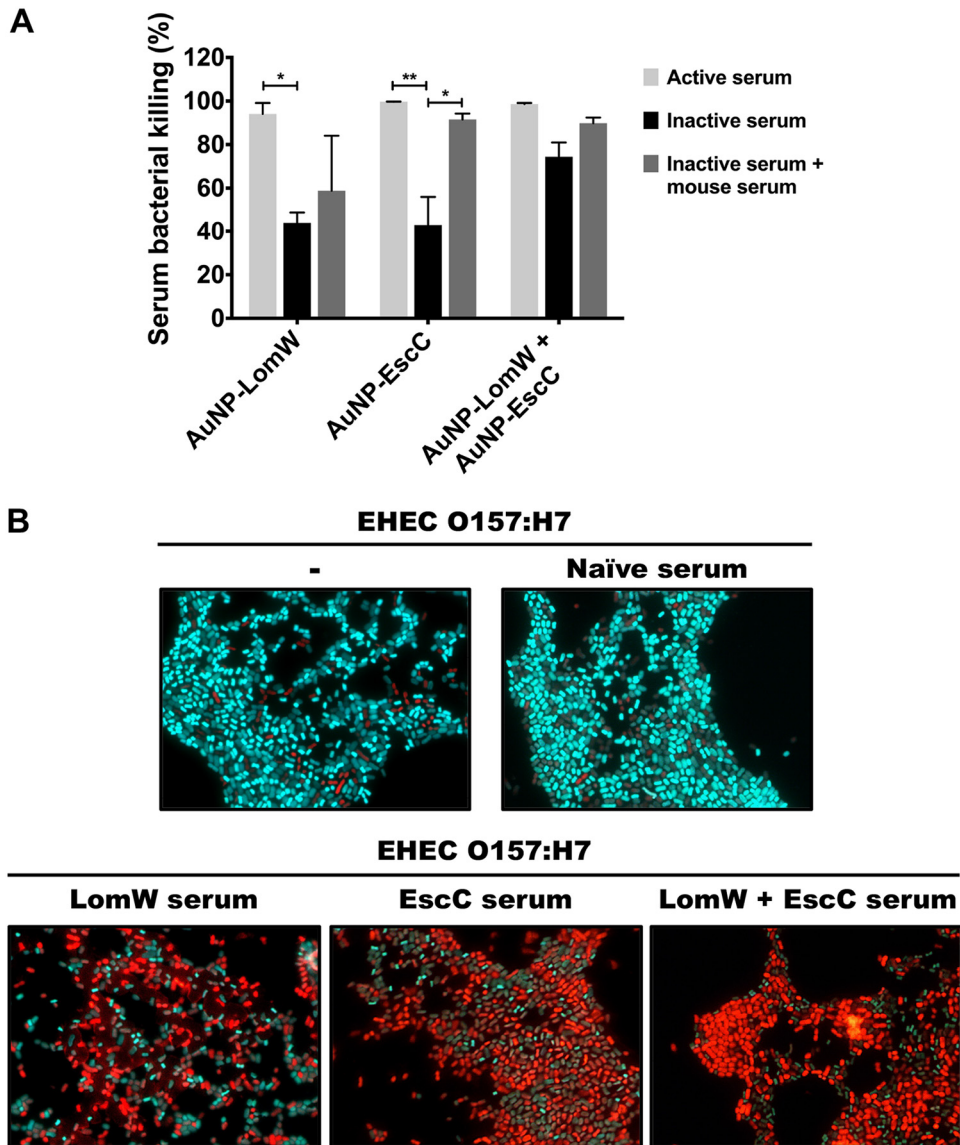 A
Serum bacterial killing (%)
120
100
80
60
40
20
0
*
**
*
Active serum
Inactive serum
Inactive serum +
mouse serum
AuNP-LomW
AuNP-EscC
AuNP-LomW +
AuNP-EscC
B
EHEC O157:H7
-
Naïve serum
EHEC O157:H7
LomW serum
EscC serum
LomW + EscC serum